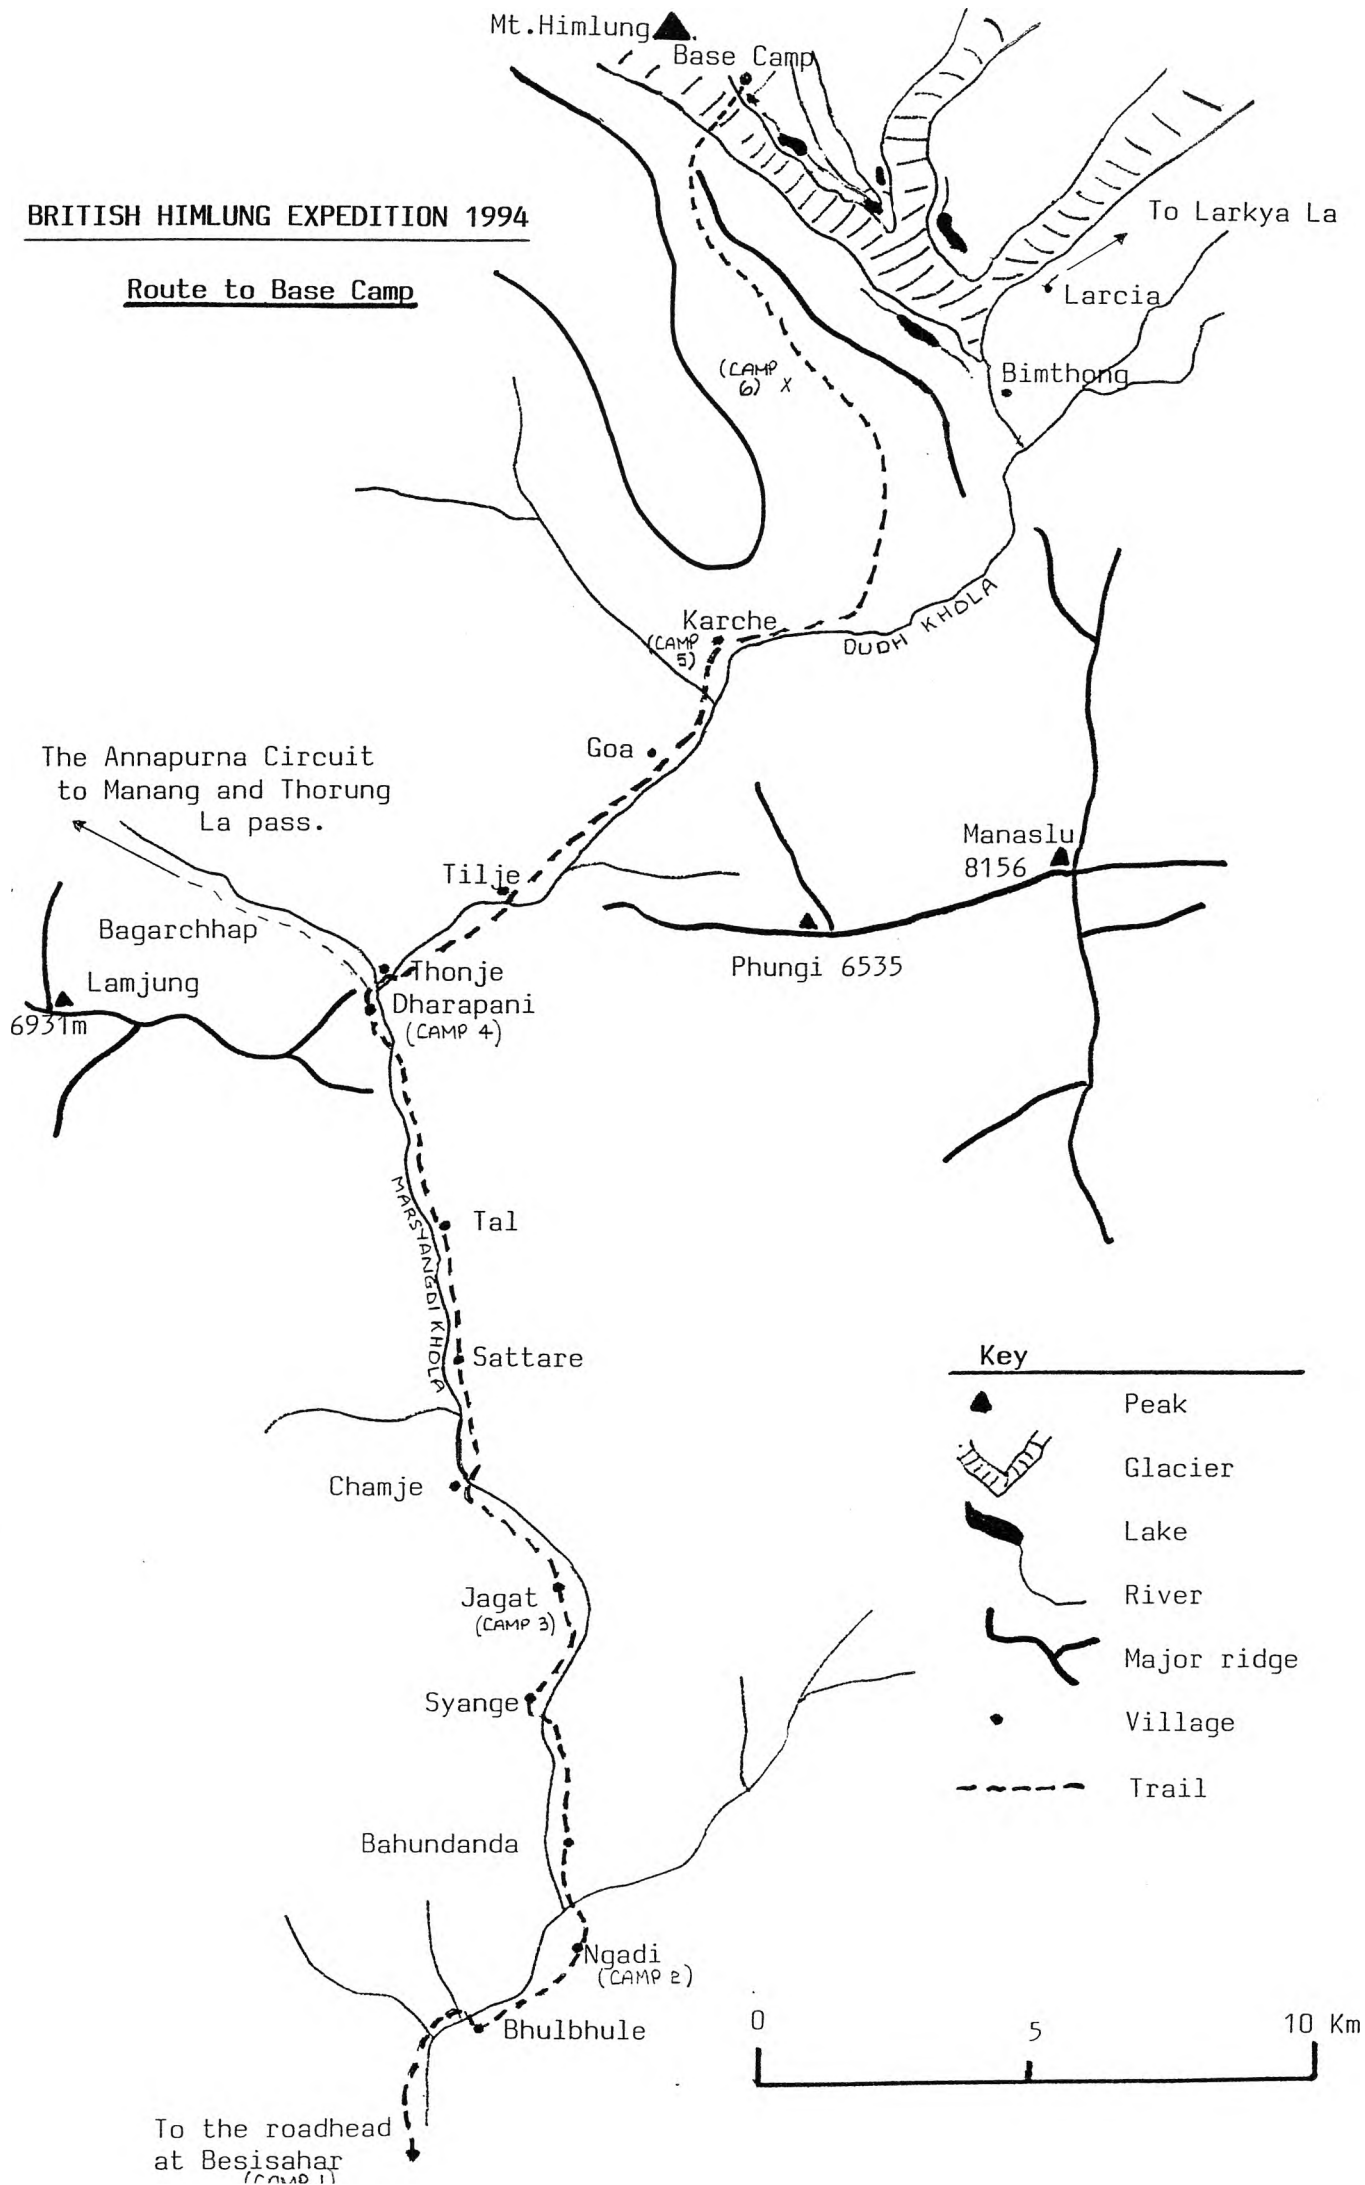 Mt.Himlung
Base Camp
BRITISH HIMLUNG EXPEDITION 1994
Route to Base Camp
To Larkya La
Larcia
Bimthong
(CAMP
6) X
DUDH KHOLA
Karche
(CAMP
5)
Goa
The Annapurna Circuit
to Manang and Thorung
La pass.
Manaslu
8156
Tilje
Bagarchhap
Phungi 6535
Thonje
Lamjung
6931m
Dharapani
(CAMP 4)
MARSYANGDI KHOLA
Tal
Sattare
Chamje
Jagat
(CAMP 3)
Syange
Bahundanda
Ngadi
(CAMP 2)
Bhulbhule
To the roadhead
at Besisahar
(CAMP 1)
Key
Peak
Glacier
Lake
River
Major ridge
Village
Trail
0 5 10 Km